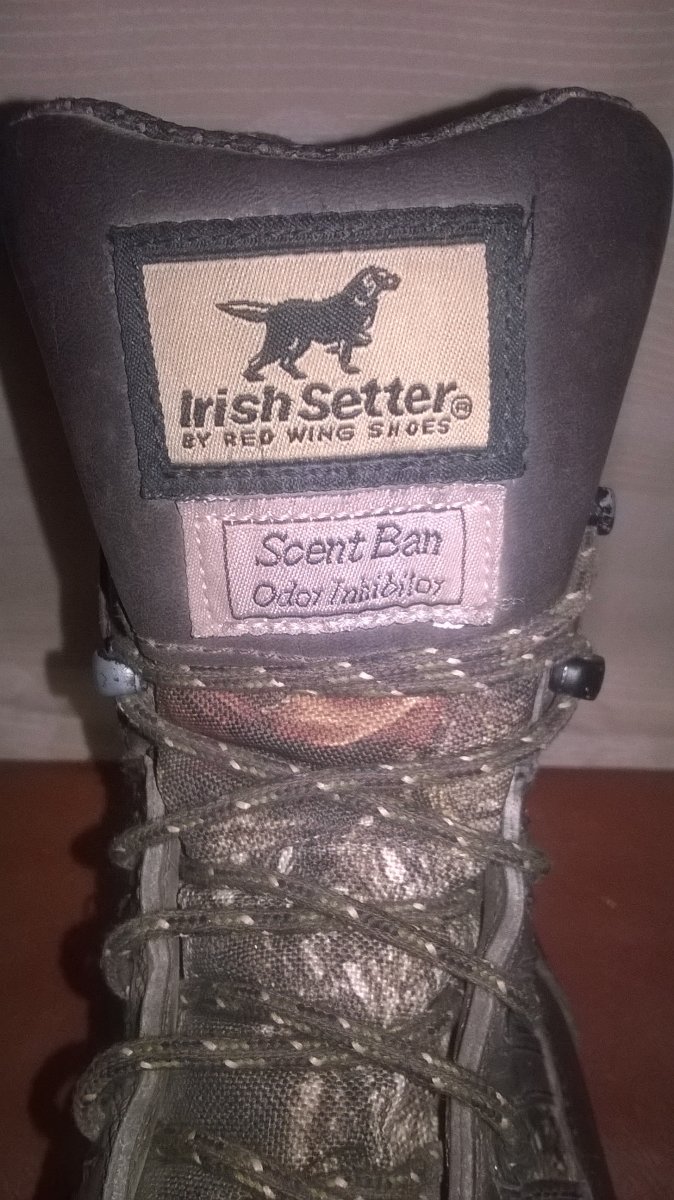 Irish Setter®
BY RED WING SHOES
Scent Ban
Odor Inhibitor